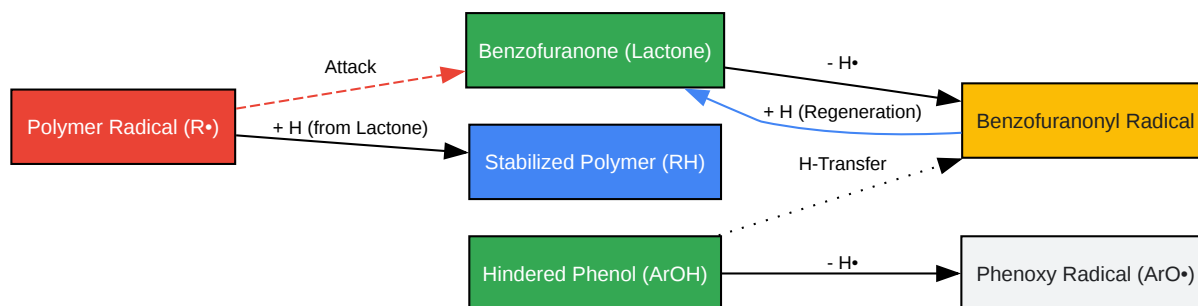 Benzofuranone (Lactone)
Attack
- H•
Polymer Radical (R•)
+ H (from Lactone)
+ H (Regeneration)
Benzofuranonyl Radical
Stabilized Polymer (RH)
H-Transfer
Hindered Phenol (ArOH)
- H•
Phenoxy Radical (ArO•)